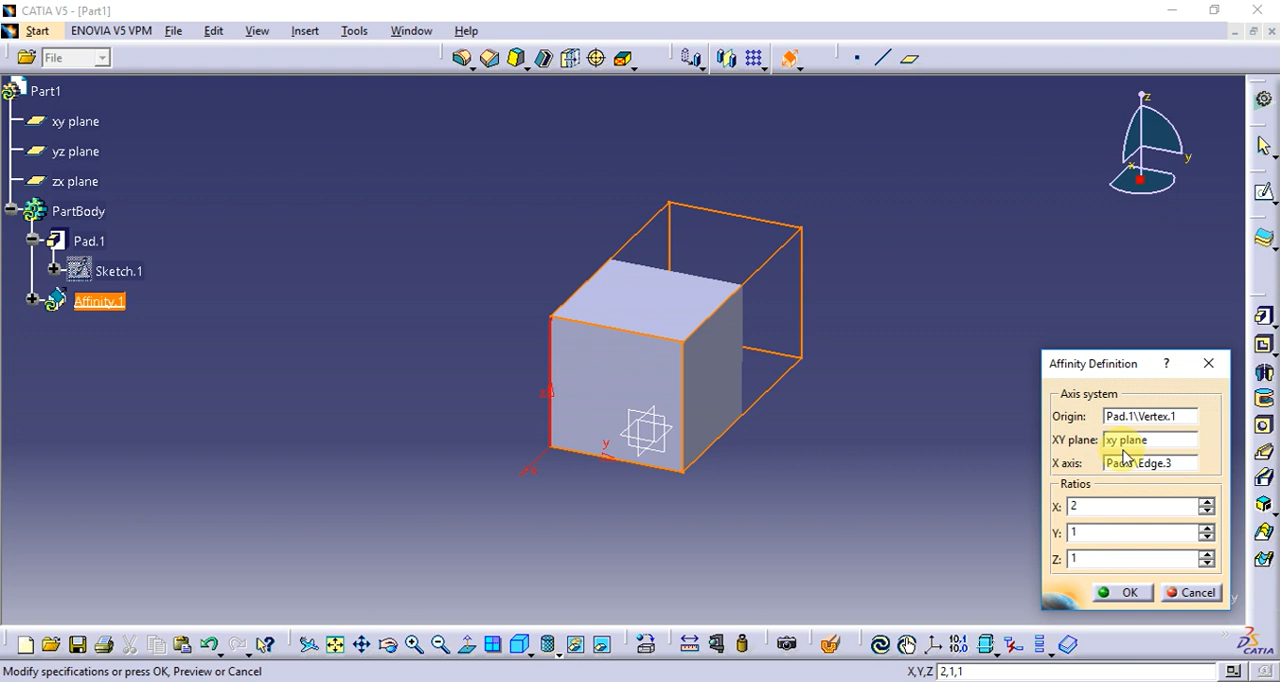 CATIA V5 - [Part1]
Start ENOVIA V5 VPM File Edit View Insert Tools Window Help
File
Part1
xy plane
yz plane
zx plane
PartBody
Pad.1
Sketch.1
Affinity.1
z
y
x
y
Affinity Definition ? 
Axis system
Origin: Pad.1\Vertex.1
XY plane: xy plane
X axis: Edge.3
Ratios
X: 2
Y: 1
Z: 1
OK Cancel
CATIA
Modify specifications or press OK, Preview or Cancel X,Y,Z 2,1,1